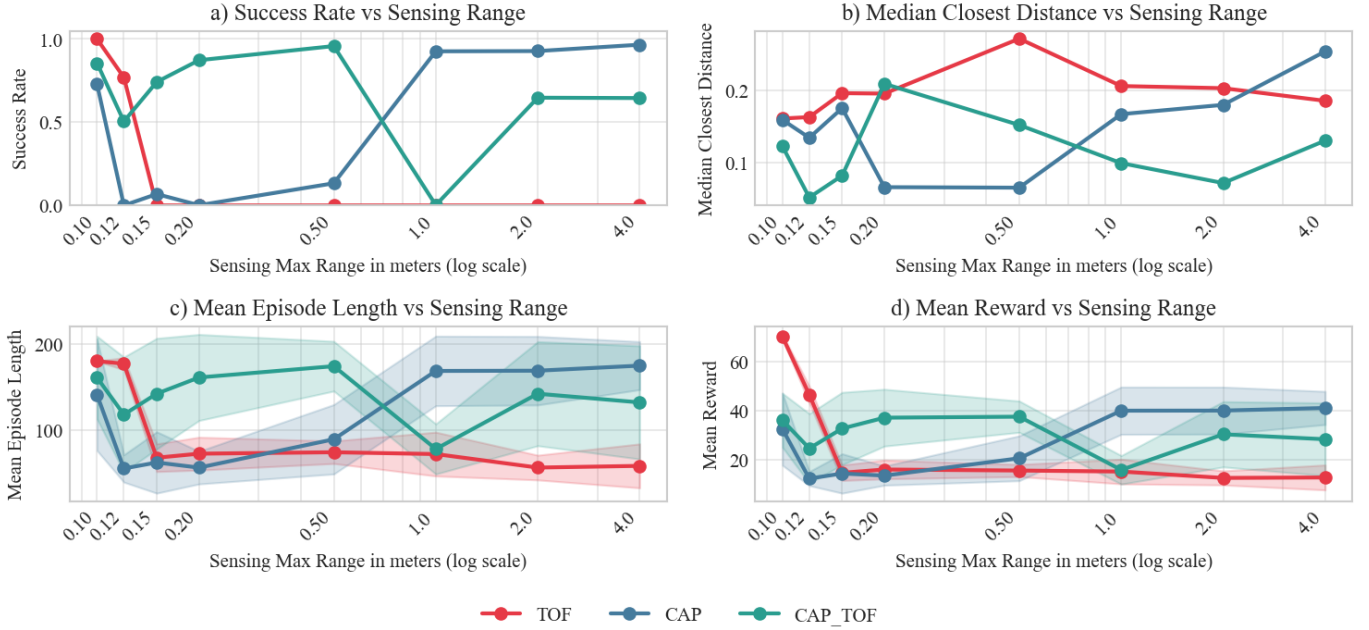 a) Success Rate vs Sensing Range
Success Rate
1.0
0.5
0.0
0.10
0.12
0.15
0.20
0.50
1.0
2.0
4.0
Sensing Max Range in meters (log scale)
b) Median Closest Distance vs Sensing Range
Median Closest Distance
0.2
0.1
0.10
0.12
0.15
0.20
0.50
1.0
2.0
4.0
Sensing Max Range in meters (log scale)
c) Mean Episode Length vs Sensing Range
Mean Episode Length
200
100
0.10
0.12
0.15
0.20
0.50
1.0
2.0
4.0
Sensing Max Range in meters (log scale)
d) Mean Reward vs Sensing Range
Mean Reward
60
40
20
0.10
0.12
0.15
0.20
0.50
1.0
2.0
4.0
Sensing Max Range in meters (log scale)
TOF
CAP
CAP_TOF